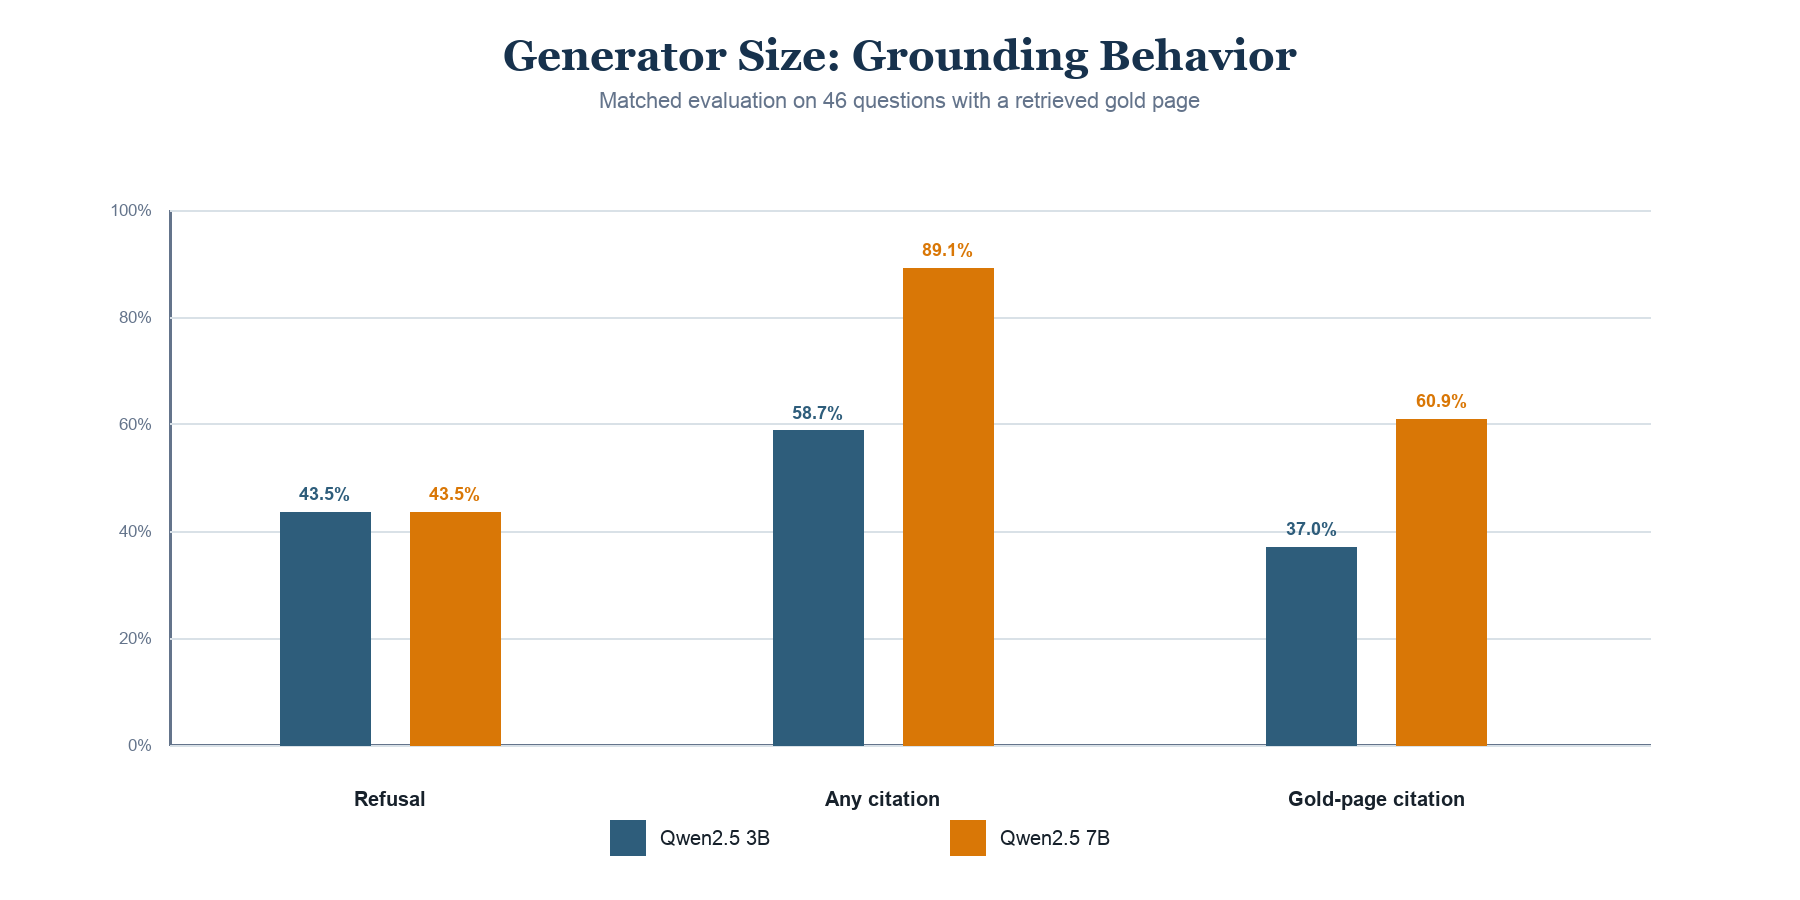 Generator Size: Grounding Behavior
Matched evaluation on 46 questions with a retrieved gold page
100%
80%
60%
40%
20%
0%
43.5%
43.5%
58.7%
89.1%
37.0%
60.9%
Refusal
Any citation
Gold-page citation
Qwen2.5 3B
Qwen2.5 7B